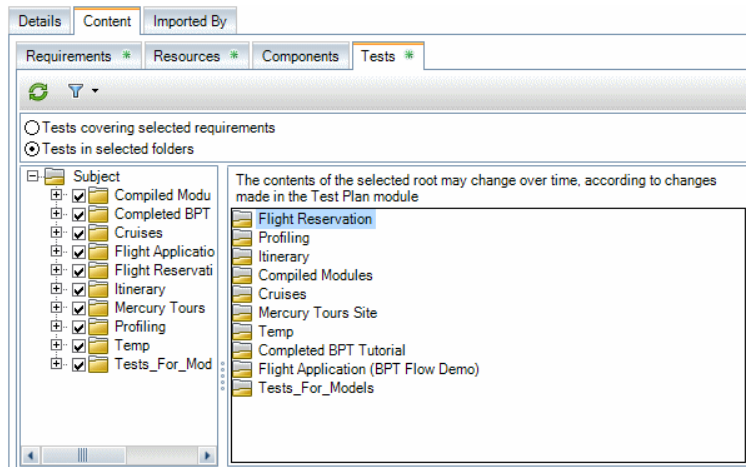 Details Content Imported By
Requirements * Resources * Components Tests *
Tests covering selected requirements
Tests in selected folders
Subject
Compiled Modu
Completed BPT
Cruises
Flight Applicatio
Flight Reservati
Itinerary
Mercury Tours
Profiling
Temp
Tests_For_Mod
The contents of the selected root may change over time, according to changes
made in the Test Plan module
Flight Reservation
Profiling
Itinerary
Compiled Modules
Cruises
Mercury Tours Site
Temp
Completed BPT Tutorial
Flight Application (BPT Flow Demo)
Tests_For_Models